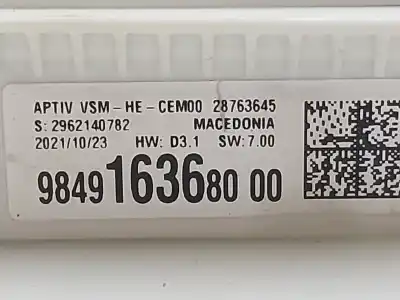 APTIV VSM-HE-CEM00 28763645
S: 2962140782 MACEDONIA
2021/10/23 HW: D3.1 SW: 7.00
9849163680 00